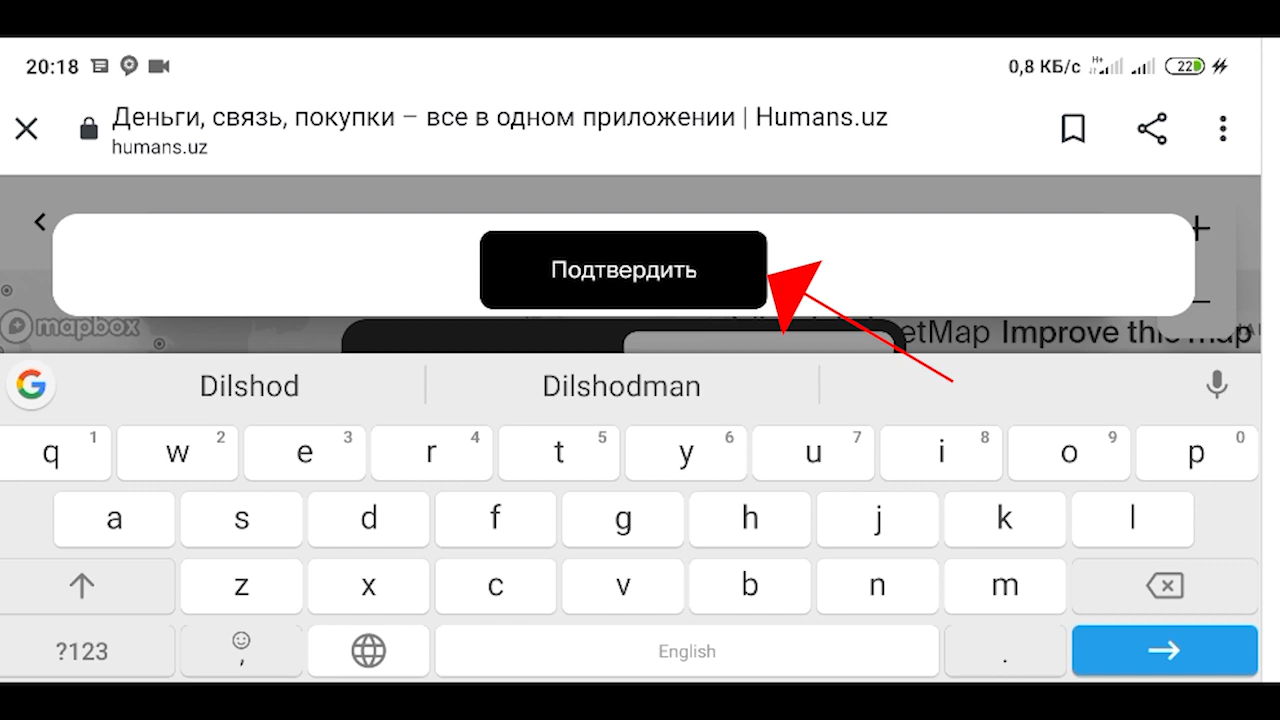 20:18
0,8 КБ/с H+ 22
Деньги, связь, покупки – все в одном приложении | Humans.uz
humans.uz
Подтвердить
mapbox
etMap Improve this map
Dilshod Dilshodman
q 1 w 2 e 3 r 4 t 5 y 6 u 7 i 8 o 9 p 0
a s d f g h j k l
z x c v b n m
?123 , English .